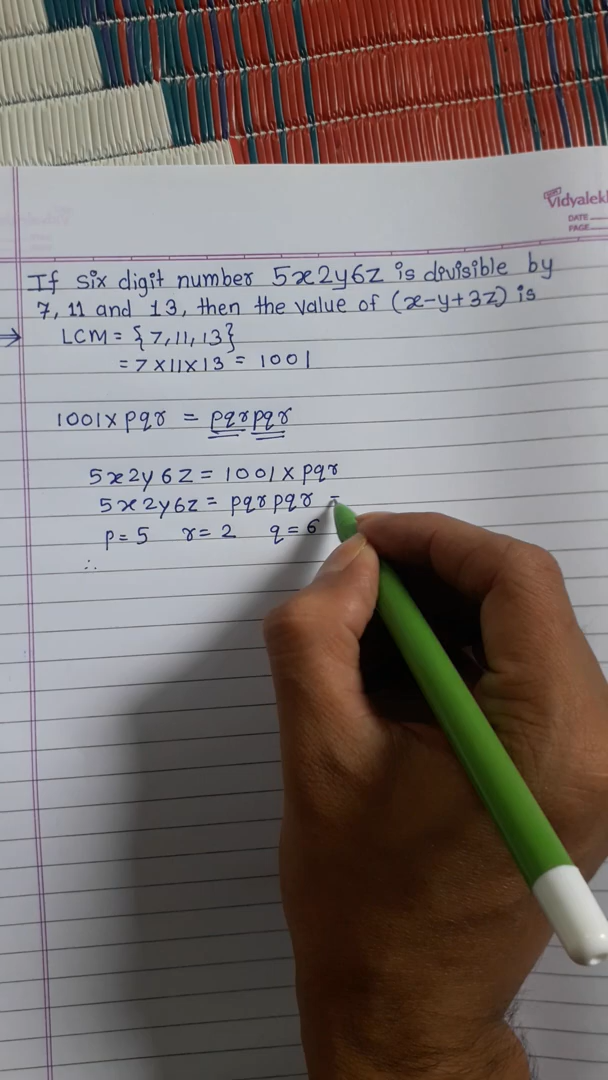 Vidyalek
DATE
PAGE
If six digit number 5x2y6z is divisible by
7, 11 and 13, then the value of (x-y+3z) is
→ LCM = {7,11,13}
= 7×11×13 = 1001
1001×pqr = pqrpqr
5x2y6z = 1001×pqr
5x2y6z = pqrpqr =
p=5 r=2 q=6
∴